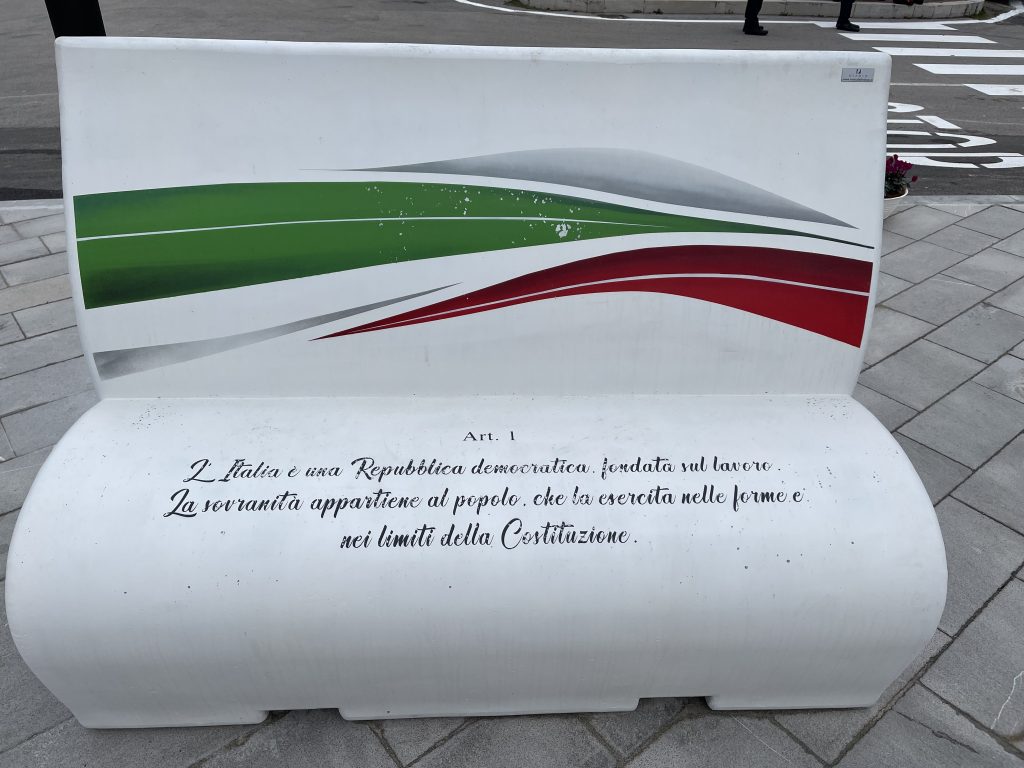 Art. 1
L'Italia è una Repubblica democratica, fondata sul lavoro.
La sovranità appartiene al popolo, che la esercita nelle forme e
nei limiti della Costituzione.